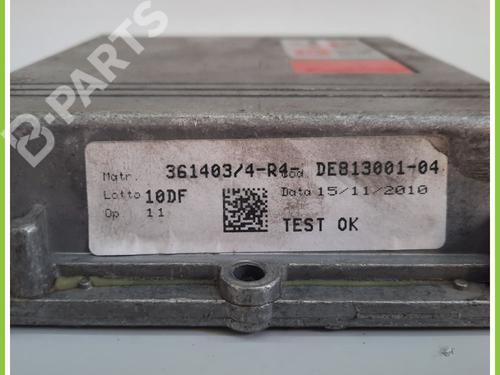 B-PARTS
Matr. 361403/4-R4- Cod DE813001-04
Lotto 10DF Data 15/11/2010
Op 11
TEST OK